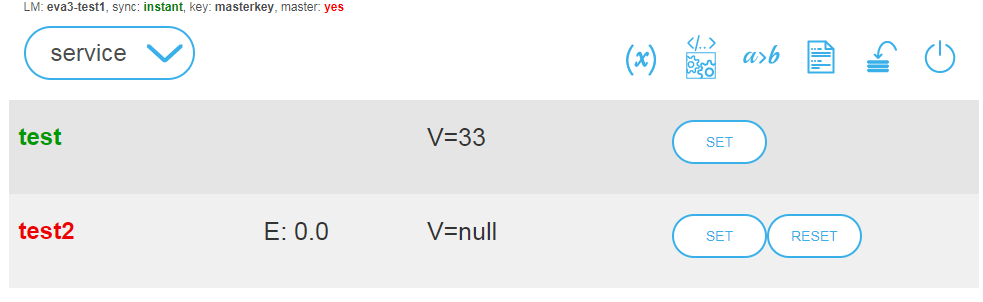 LM: eva3-test1, sync: instant, key: masterkey, master: yes
service
(x) </..> a>b
test V=33 SET
test2 E: 0.0 V=null SET RESET